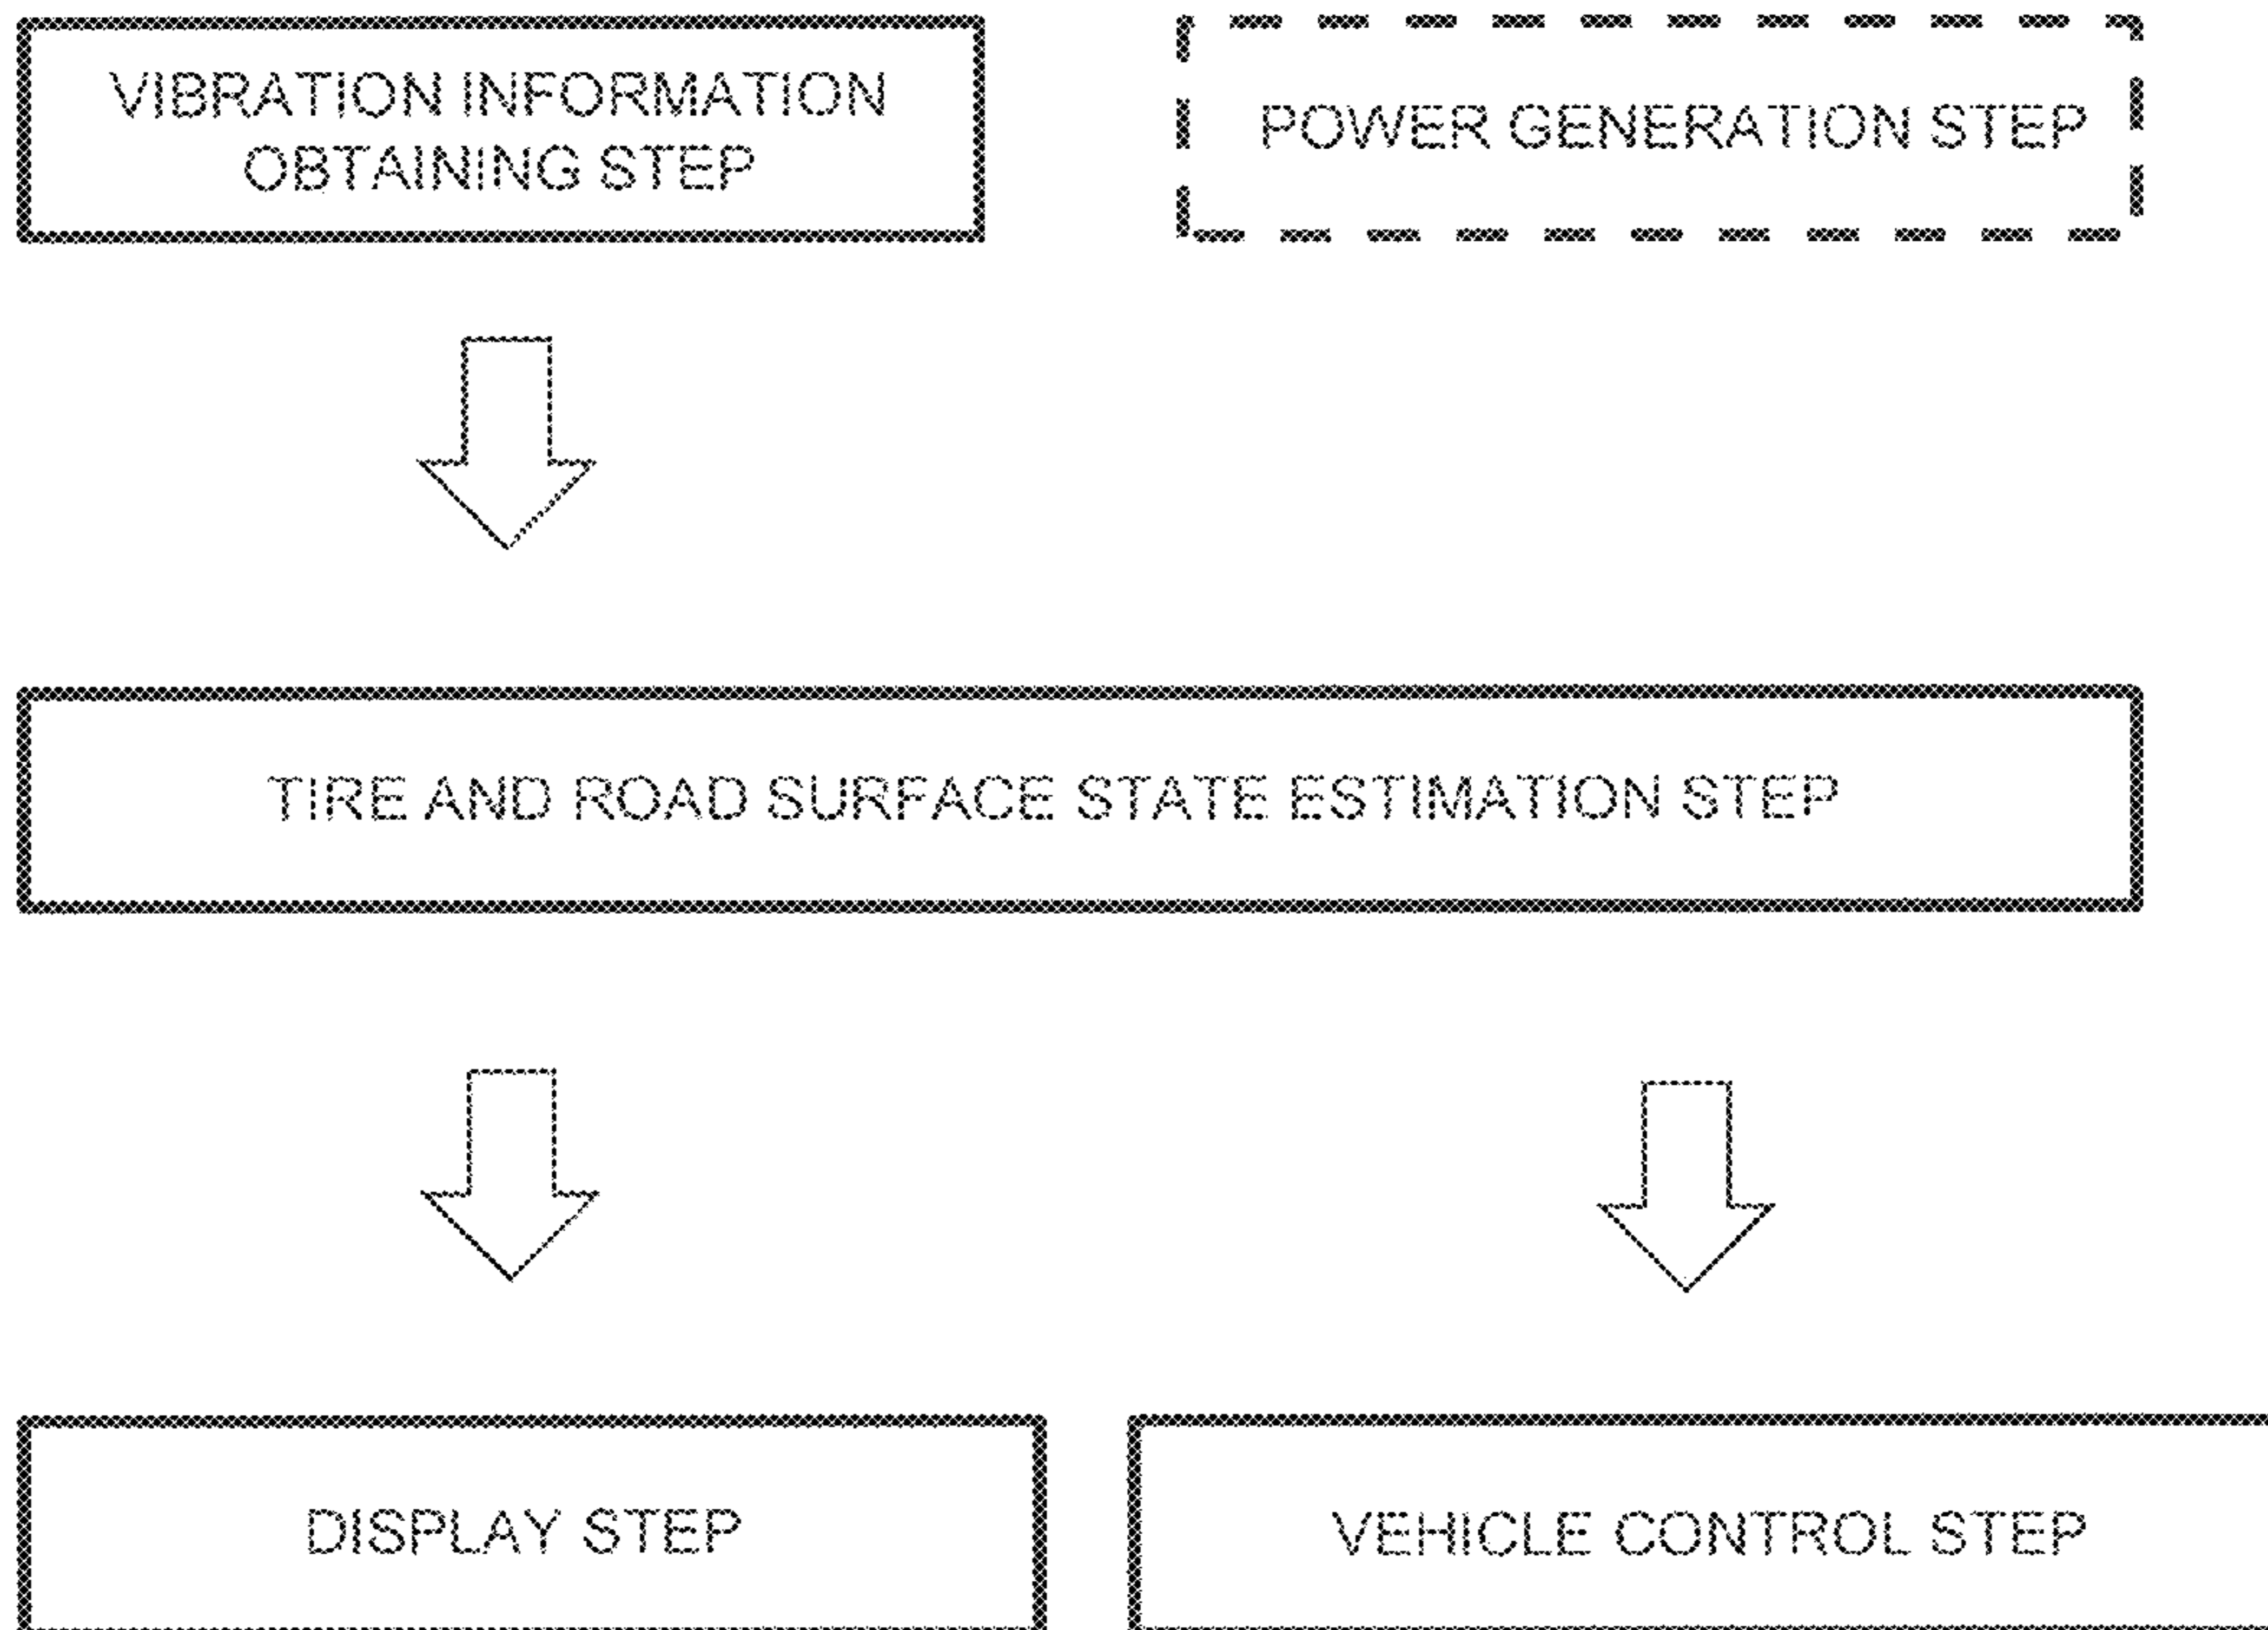 VIBRATION INFORMATION
OBTAINING STEP
POWER GENERATION STEP
TIRE AND ROAD SURFACE STATE ESTIMATION STEP
DISPLAY STEP
VEHICLE CONTROL STEP